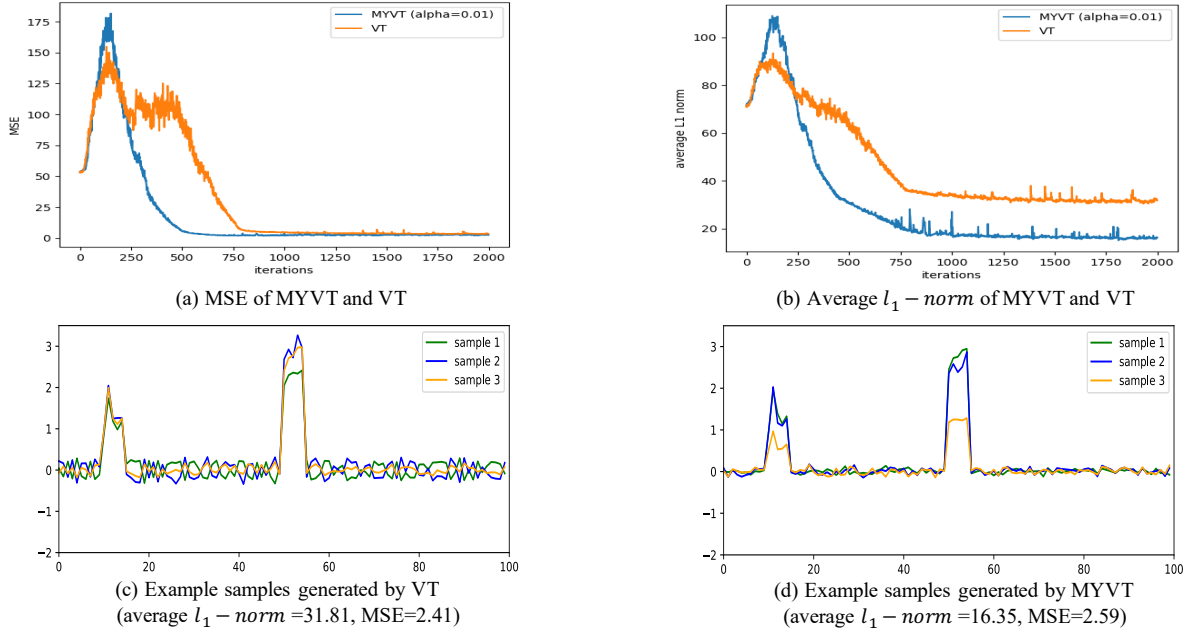 175
150
125
100
75
50
25
0
MSE
MYVT (alpha=0.01)
VT
0 250 500 750 1000 1250 1500 1750 2000
iterations
(a) MSE of MYVT and VT
100
80
60
40
20
average L1 norm
MYVT (alpha=0.01)
VT
0 250 500 750 1000 1250 1500 1750 2000
iterations
(b) Average l₁ − norm of MYVT and VT
3
2
1
0
−1
−2
sample 1
sample 2
sample 3
0 20 40 60 80 100
(c) Example samples generated by VT
(average l₁ − norm =31.81, MSE=2.41)
3
2
1
0
−1
−2
sample 1
sample 2
sample 3
0 20 40 60 80 100
(d) Example samples generated by MYVT
(average l₁ − norm =16.35, MSE=2.59)